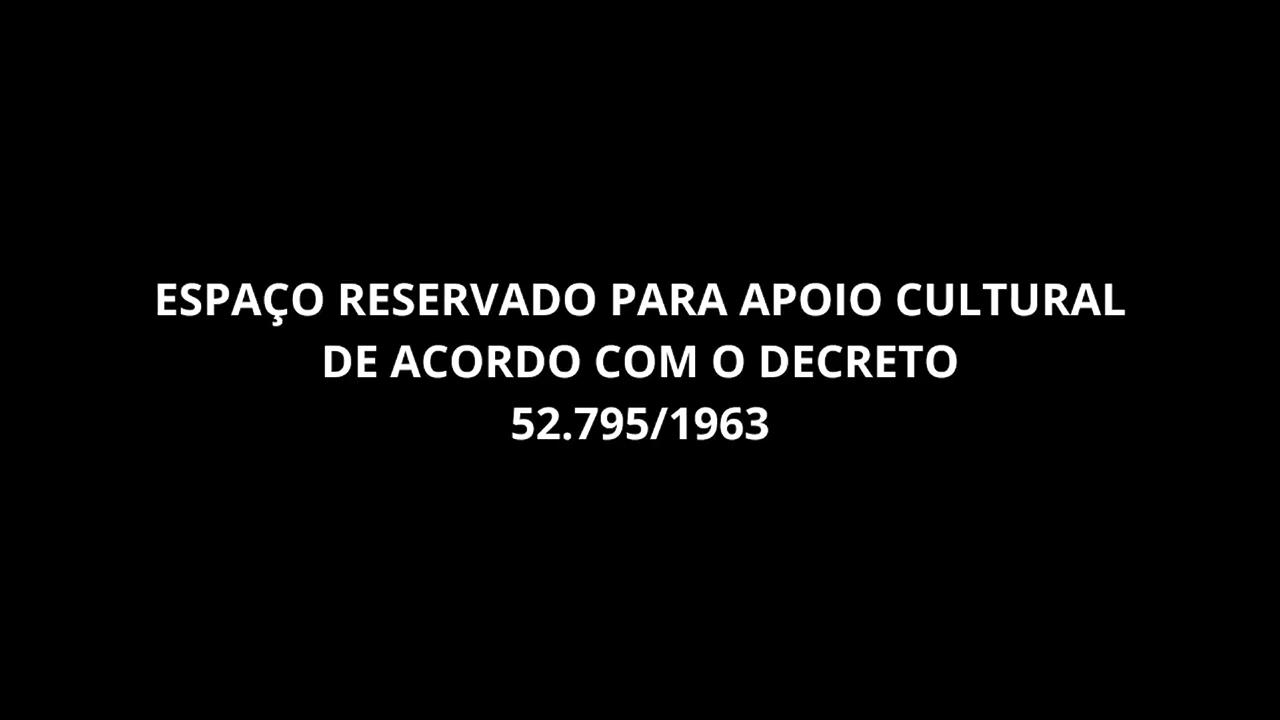 ESPAÇO RESERVADO PARA APOIO CULTURAL
DE ACORDO COM O DECRETO
52.795/1963